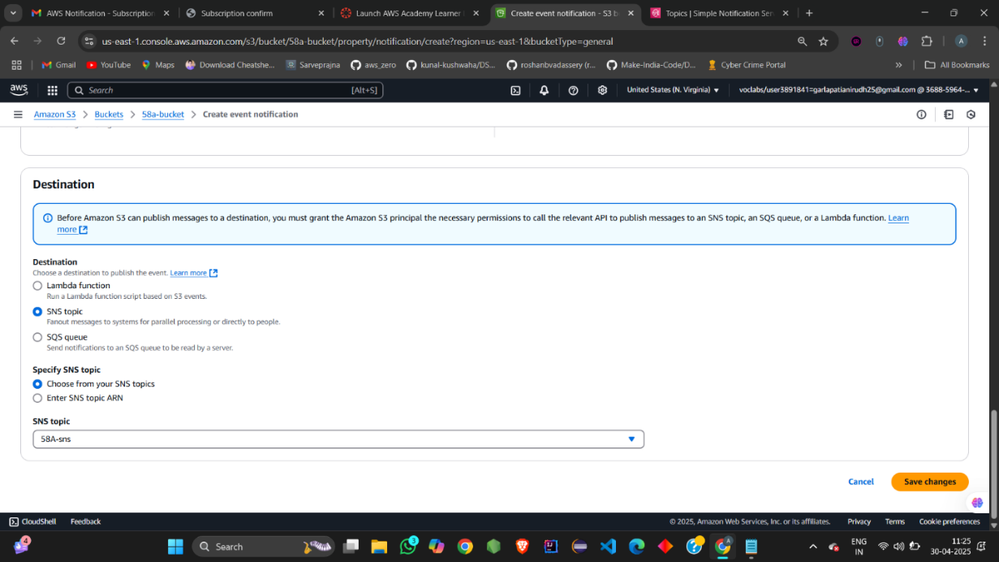 AWS Notification - Subscription
Subscription confirm
Launch AWS Academy Learner
Create event notification - S3 b
Topics | Simple Notification Ser
us-east-1.console.aws.amazon.com/s3/bucket/58a-bucket/property/notification/create?region=us-east-1&bucketType=general
A
Gmail
YouTube
Maps
Download Cheatshe...
Sarveprajna
aws_zero
kunal-kushwaha/DS...
roshanbvadassery (r...
Make-India-Code/D...
Cyber Crime Portal
All Bookmarks
aws
Search
[Alt+S]
United States (N. Virginia)
voclabs/user3891841=garlapatianirudh25@gmail.com @ 3688-5964-...
Amazon S3
Buckets
58a-bucket
Create event notification
Destination
Before Amazon S3 can publish messages to a destination, you must grant the Amazon S3 principal the necessary permissions to call the relevant API to publish messages to an SNS topic, an SQS queue, or a Lambda function. Learn
more
Destination
Choose a destination to publish the event. Learn more
Lambda function
Run a Lambda function script based on S3 events.
SNS topic
Fanout messages to systems for parallel processing or directly to people.
SQS queue
Send notifications to an SQS queue to be read by a server.
Specify SNS topic
Choose from your SNS topics
Enter SNS topic ARN
SNS topic
58A-sns
Cancel
Save changes
CloudShell
Feedback
© 2025, Amazon Web Services, Inc. or its affiliates.
Privacy
Terms
Cookie preferences
4
Search
3
A
ENG
IN
11:25
30-04-2025